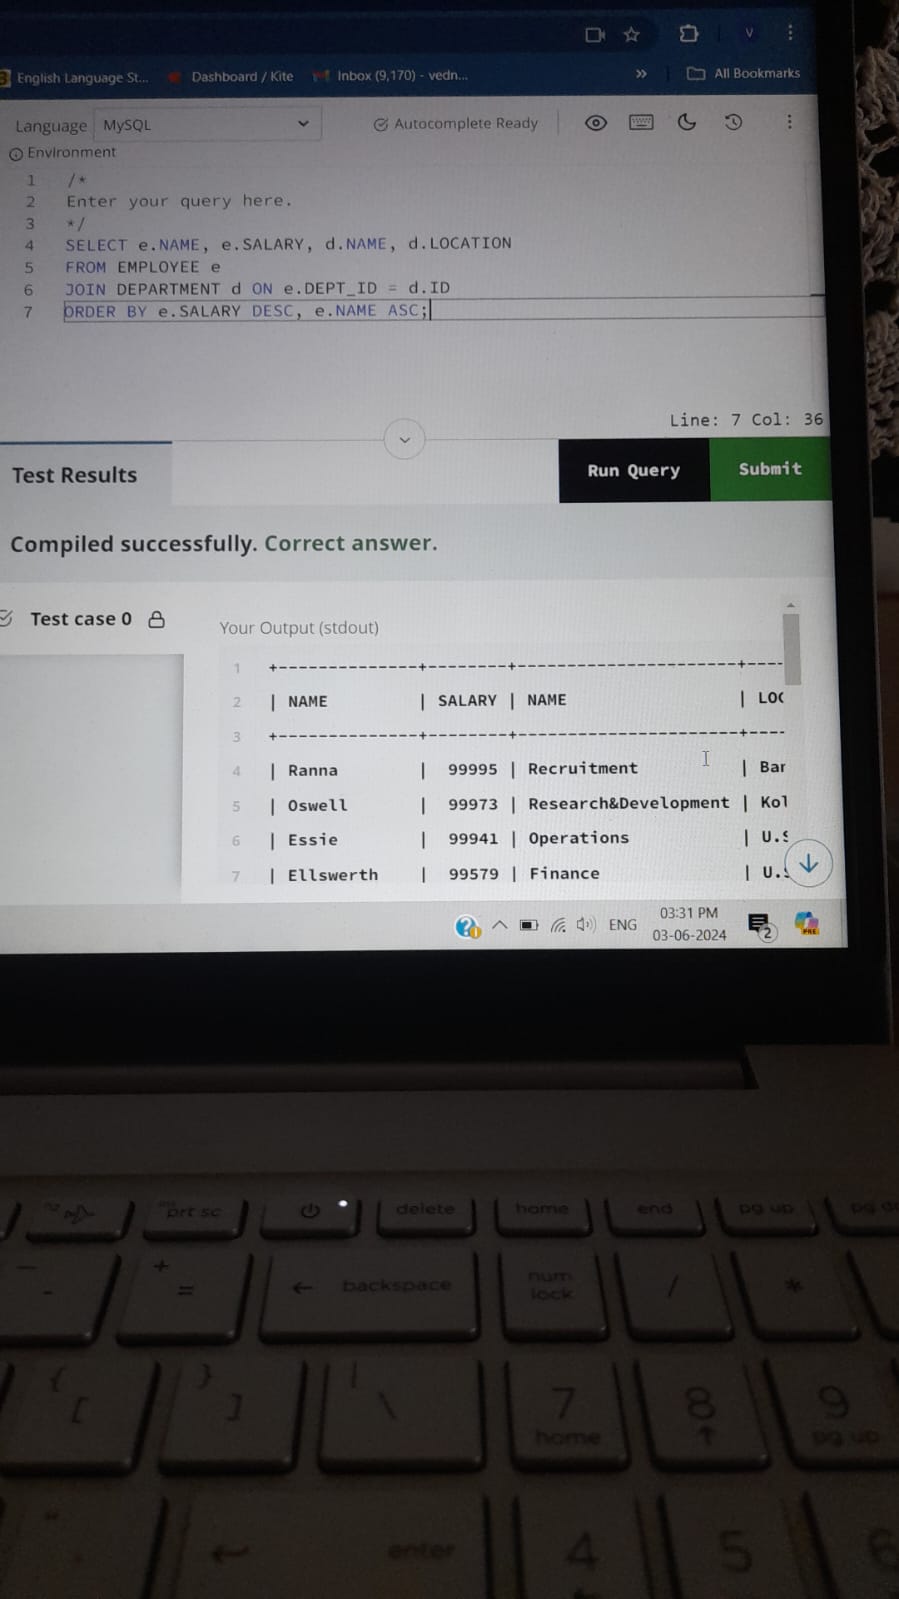 V
English Language St...
Dashboard / Kite
Inbox (9,170) - vedn...
»
All Bookmarks
Language MySQL
Autocomplete Ready
Environment
1 /*
2 Enter your query here.
3 */
4 SELECT e.NAME, e.SALARY, d.NAME, d.LOCATION
5 FROM EMPLOYEE e
6 JOIN DEPARTMENT d ON e.DEPT_ID = d.ID
7 ORDER BY e.SALARY DESC, e.NAME ASC;
Line: 7 Col: 36
Test Results
Run Query
Submit
Compiled successfully. Correct answer.
Test case 0
Your Output (stdout)
1 +--------------+--------+----------------------+----
2 | NAME | SALARY | NAME | LOC
3 +--------------+--------+----------------------+----
4 | Ranna | 99995 | Recruitment | Bar
5 | Oswell | 99973 | Research&Development | Kol
6 | Essie | 99941 | Operations | U.S
7 | Ellswerth | 99579 | Finance | U.S
ENG
03:31 PM
03-06-2024
2
PRE
prt sc
delete
home
end
pg up
- + =
← backspace
num lock
/
*
{ [
} ]
| \
7 home
8 ↑
9 pg up
← enter
4
5
6